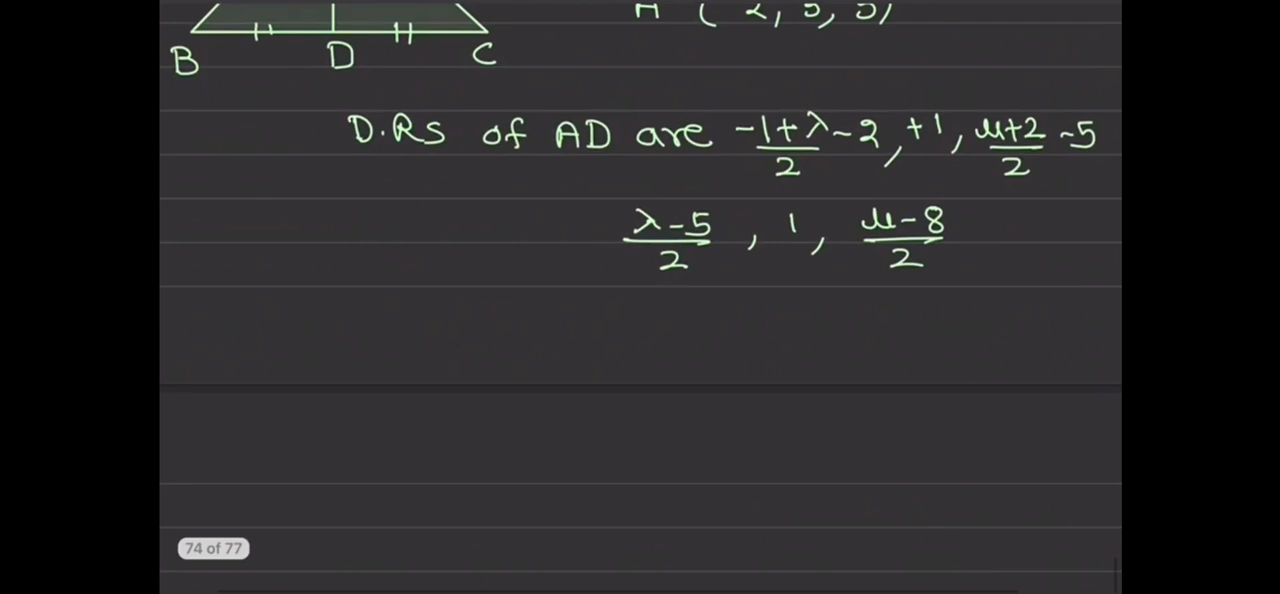 B D C
D.Rs of AD are (-1+λ)/2 -2, +1, (μ+2)/2 -5
(λ-5)/2 , 1 , (μ-8)/2
74 of 77